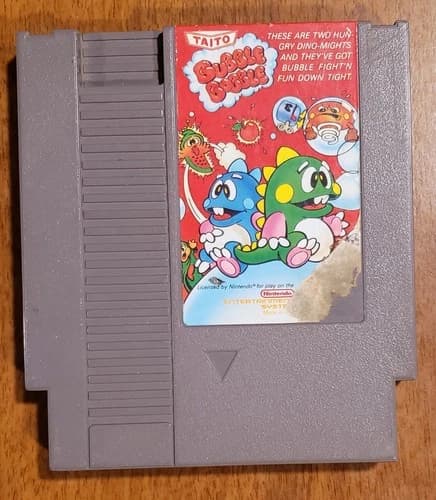 TAITO
BUBBLE
BOBBLE
THESE ARE TWO HUN-
GRY DINO-MIGHTS
AND THEY'VE GOT
BUBBLE FIGHT'N
FUN DOWN TIGHT.
Licensed by Nintendo® for play on the
Nintendo
ENTERTAINMENT
SYSTEM